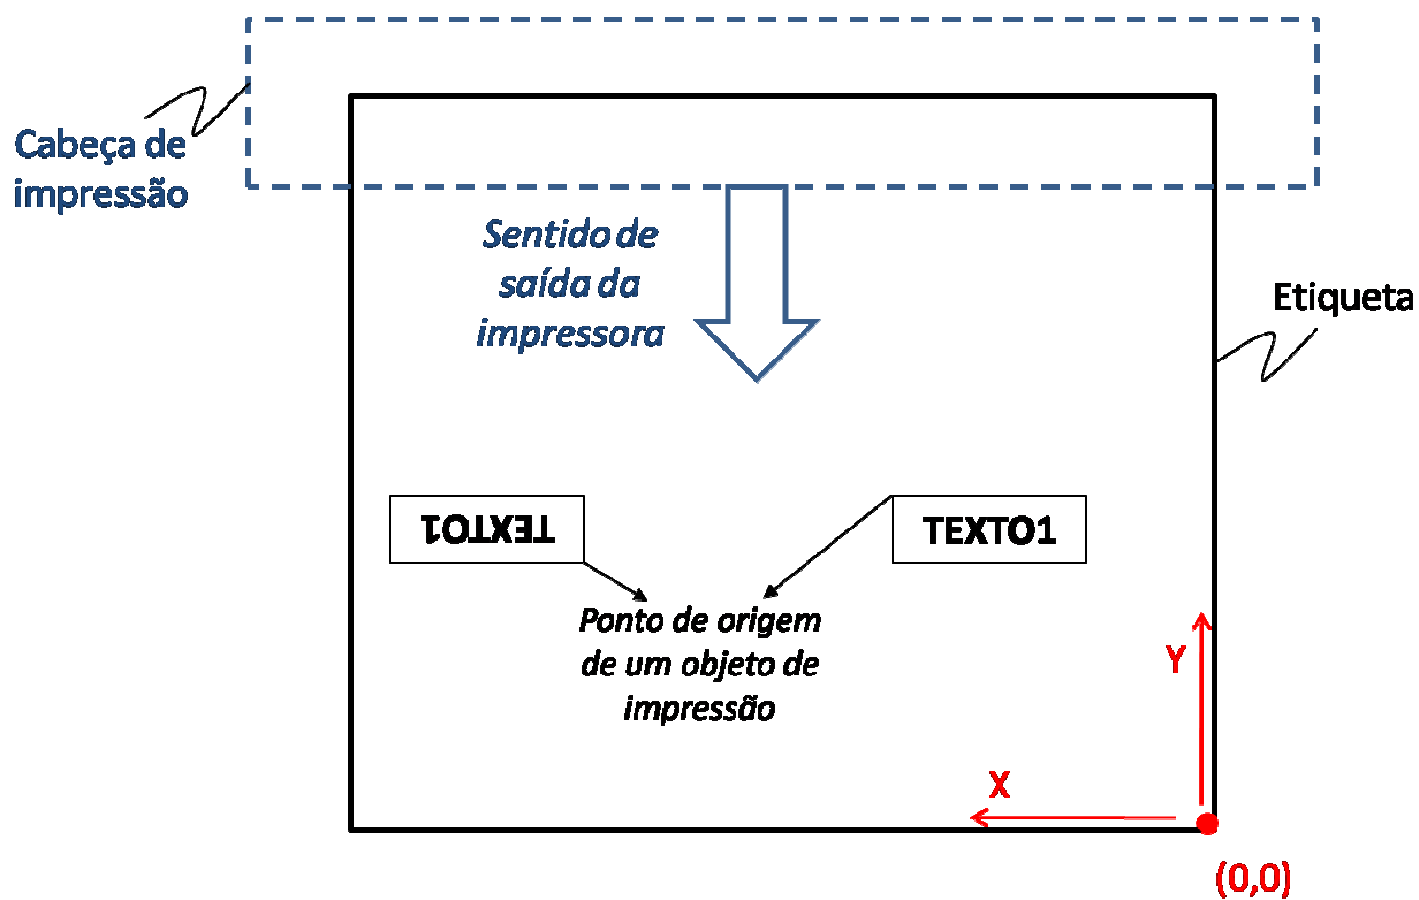 Cabeça de
impressão
Sentido de
saída da
impressora
Etiqueta
TEXTO1
TEXTO1
Ponto de origem
de um objeto de
impressão
Y
X
(0,0)